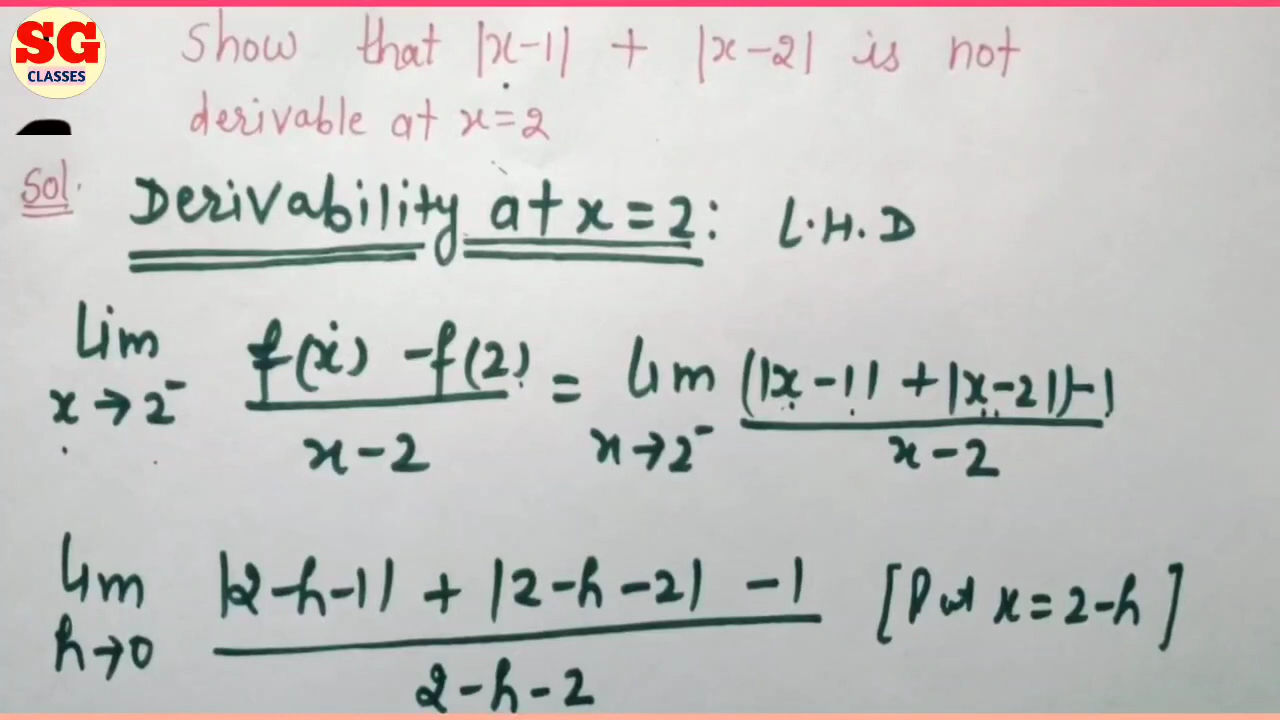 SG
CLASSES
Show that |x-1| + |x-2| is not
derivable at x=2
Sol.
Derivability at x=2: L.H.D
Lim x→2⁻ f(x) -f(2) / x-2 = Lim x→2⁻ (|x-1| + |x-2|)-1 / x-2
Lim h→0 |2-h-1| + |2-h-2| -1 / 2-h-2 [Put x=2-h]